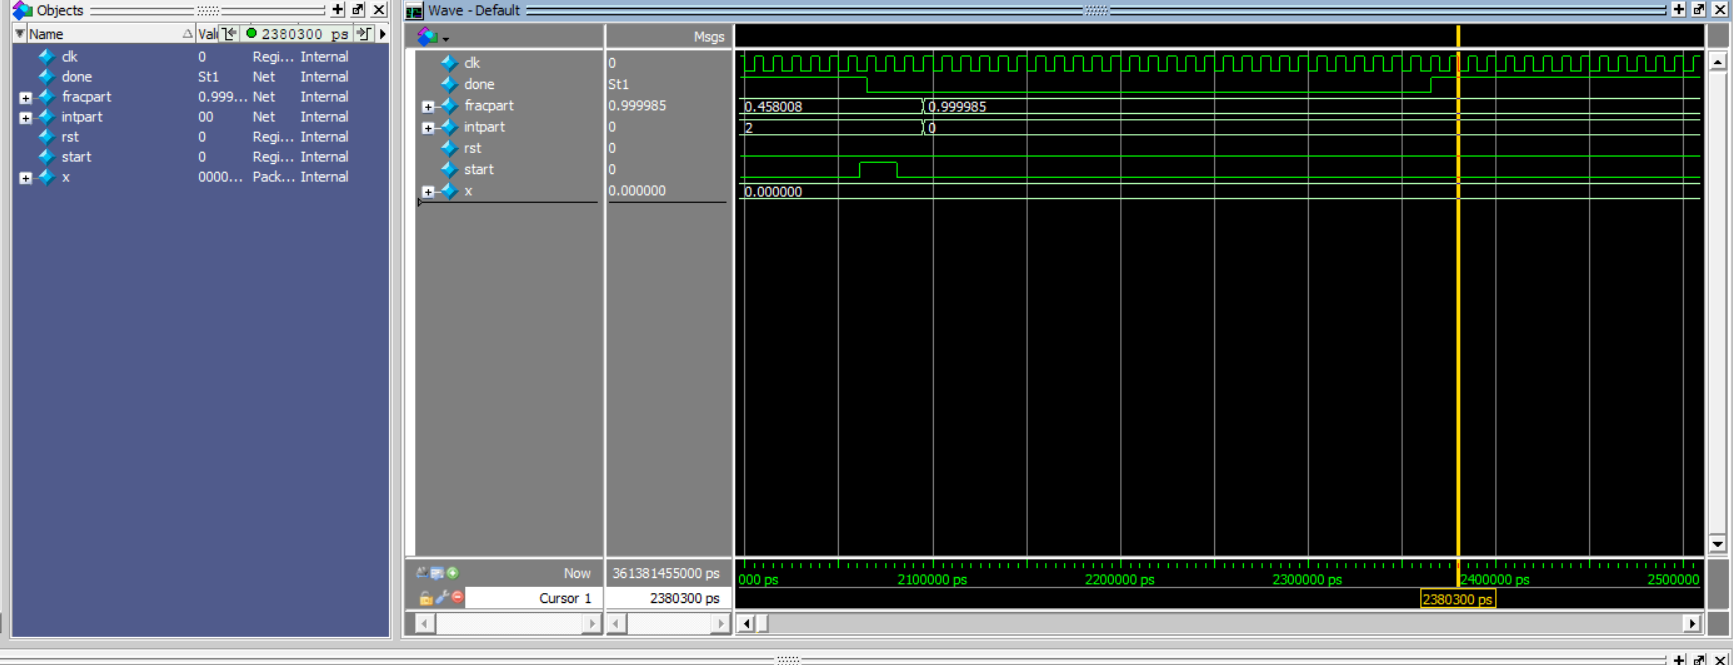 Objects
Name Valu 2380300 ps
clk 0 Regi... Internal
done St1 Net Internal
fracpart 0.999... Net Internal
intpart 00 Net Internal
rst 0 Regi... Internal
start 0 Regi... Internal
x 0000... Pack... Internal
Wave - Default
Msgs
clk 0
done St1
fracpart 0.999985 0.458008 0.999985
intpart 0 2 0
rst 0
start 0
x 0.000000 0.000000
Now 361381455000 ps 000 ps 2100000 ps 2200000 ps 2300000 ps 2400000 ps 2500000
Cursor 1 2380300 ps 2380300 ps